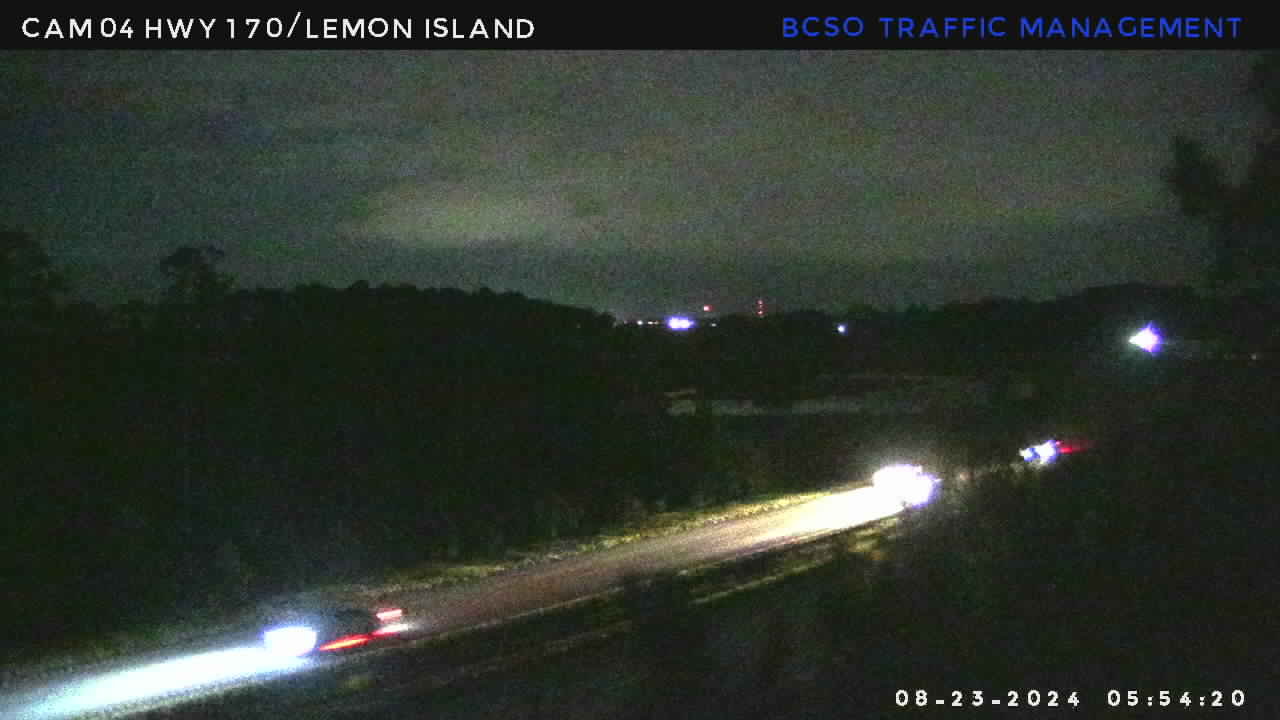 CAM04 HWY 170/LEMON ISLAND
BCSO TRAFFIC MANAGEMENT
08-23-2024 05:54:20